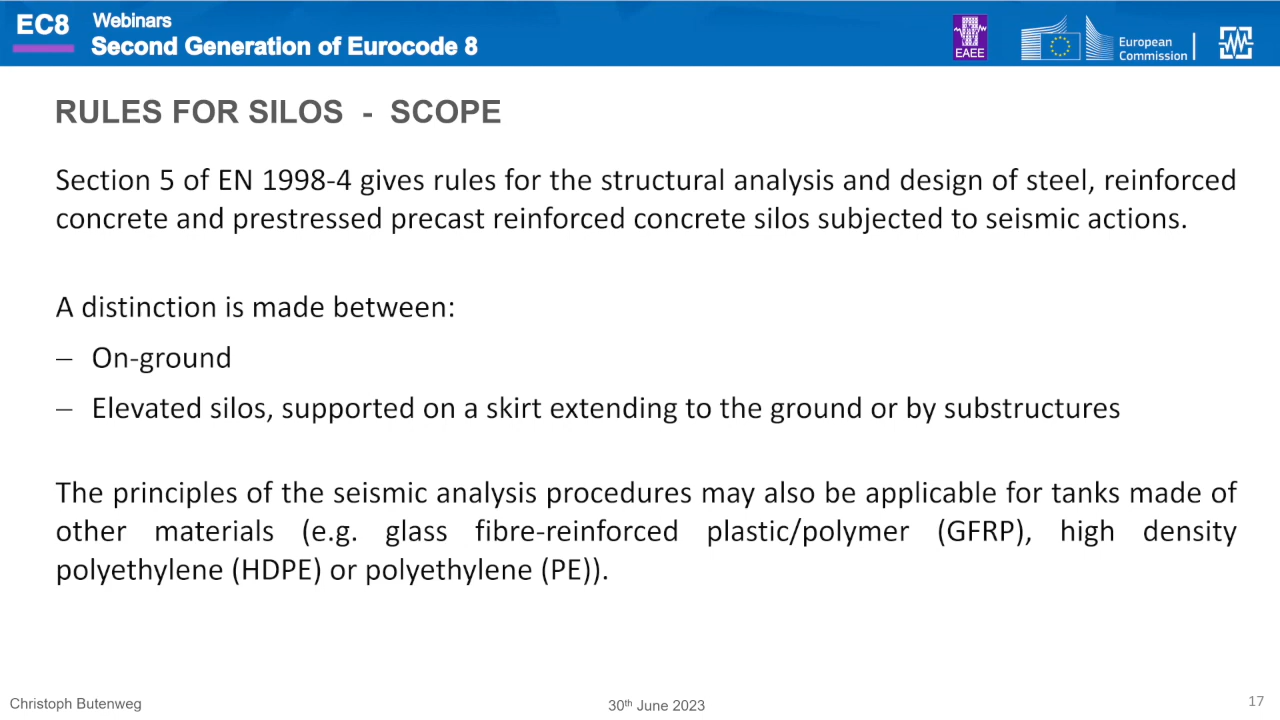 EC8
Webinars
Second Generation of Eurocode 8
EAEE
European
Commission
RULES FOR SILOS - SCOPE
Section 5 of EN 1998-4 gives rules for the structural analysis and design of steel, reinforced
concrete and prestressed precast reinforced concrete silos subjected to seismic actions.
A distinction is made between:
– On-ground
– Elevated silos, supported on a skirt extending to the ground or by substructures
The principles of the seismic analysis procedures may also be applicable for tanks made of
other materials (e.g. glass fibre-reinforced plastic/polymer (GFRP), high density
polyethylene (HDPE) or polyethylene (PE)).
Christoph Butenweg
30th June 2023
17